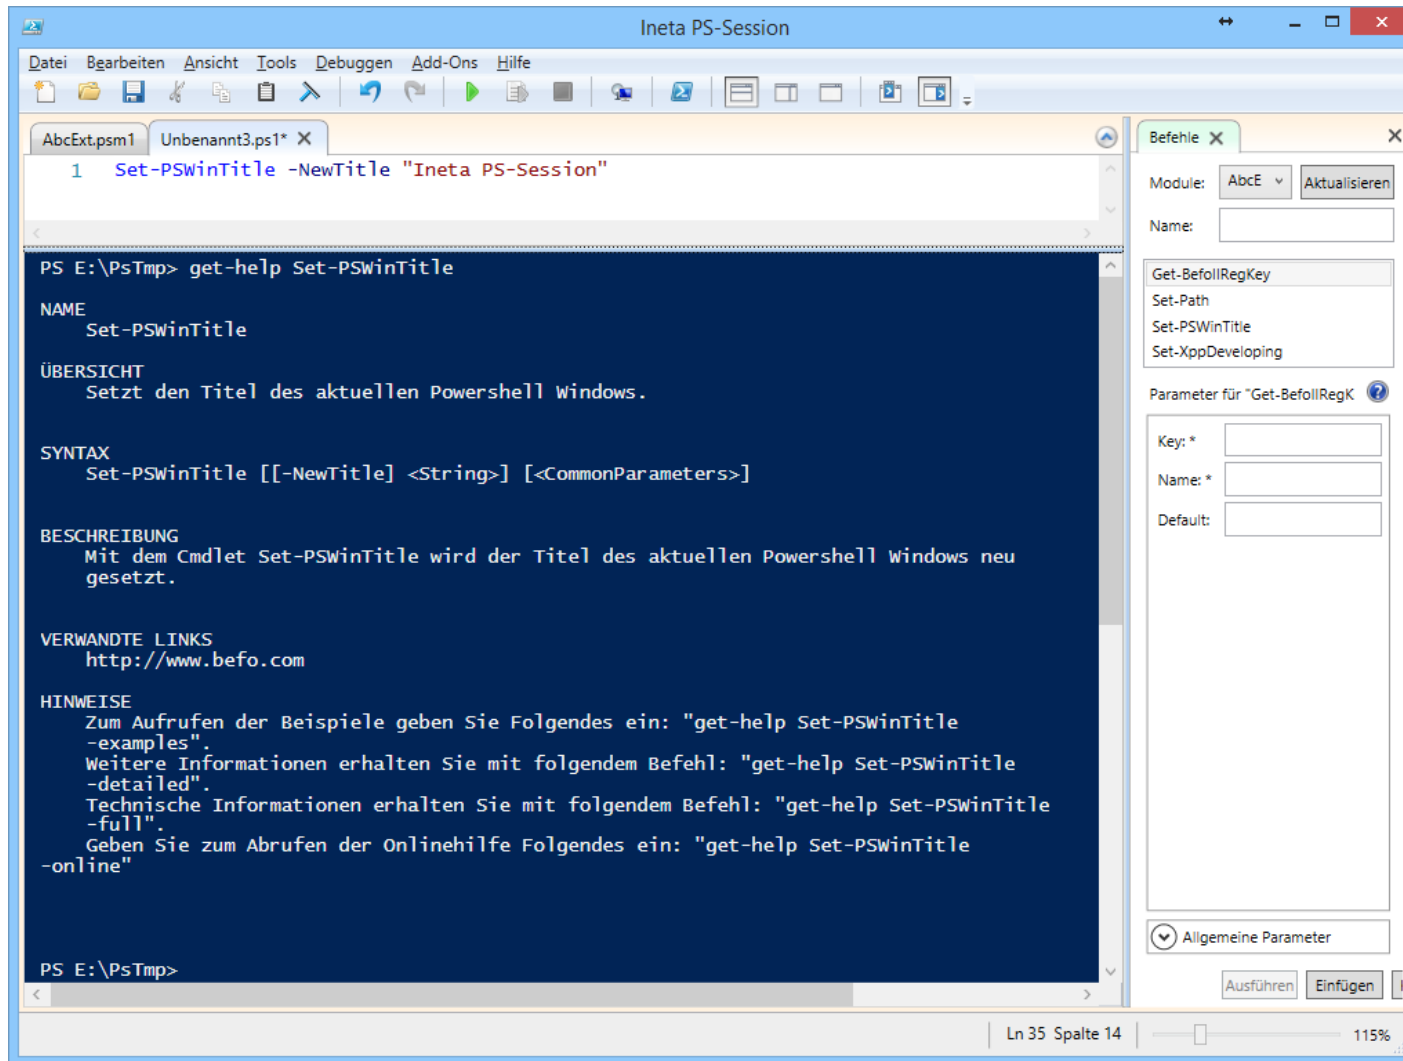 Ineta PS-Session
Datei Bearbeiten Ansicht Tools Debuggen Add-Ons Hilfe
AbcExt.psm1 Unbenannt3.ps1*
1 Set-PSWinTitle -NewTitle "Ineta PS-Session"
PS E:\PsTmp> get-help Set-PSWinTitle
NAME
Set-PSWinTitle
ÜBERSICHT
Setzt den Titel des aktuellen Powershell Windows.
SYNTAX
Set-PSWinTitle [[-NewTitle] <String>] [<CommonParameters>]
BESCHREIBUNG
Mit dem Cmdlet Set-PSWinTitle wird der Titel des aktuellen Powershell Windows neu
gesetzt.
VERWANDTE LINKS
http://www.befo.com
HINWEISE
Zum Aufrufen der Beispiele geben Sie Folgendes ein: "get-help Set-PSWinTitle
-examples".
Weitere Informationen erhalten Sie mit folgendem Befehl: "get-help Set-PSWinTitle
-detailed".
Technische Informationen erhalten Sie mit folgendem Befehl: "get-help Set-PSWinTitle
-full".
Geben Sie zum Abrufen der Onlinehilfe Folgendes ein: "get-help Set-PSWinTitle
-online"
PS E:\PsTmp>
Befehle
Module: AbcE Aktualisieren
Name:
Get-BefollRegKey
Set-Path
Set-PSWinTitle
Set-XppDeveloping
Parameter für "Get-BefollRegK
Key: *
Name: *
Default:
Allgemeine Parameter
Ausführen Einfügen
Ln 35 Spalte 14 115%